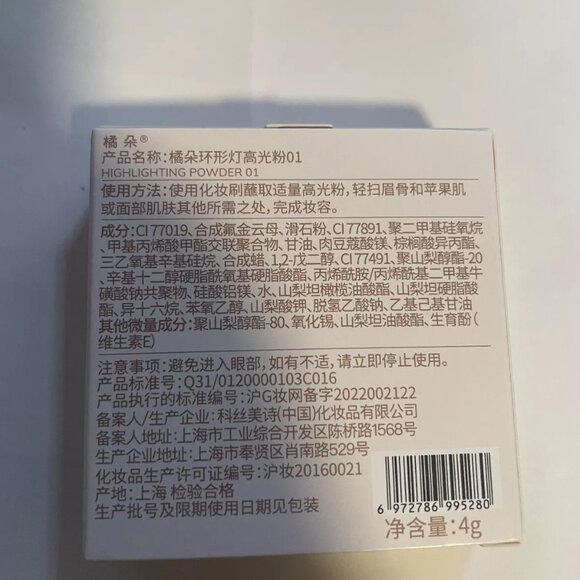 橘朵®
产品名称:橘朵环形灯高光粉01
HIGHLIGHTING POWDER 01
使用方法:使用化妆刷蘸取适量高光粉,轻扫眉骨和苹果肌
或面部肌肤其他所需之处,完成妆容。
成分:CI 77019、合成氟金云母、滑石粉、CI 77891、聚二甲基硅氧烷
、甲基丙烯酸甲酯交联聚合物、甘油、肉豆蔻酸镁、棕榈酸异丙酯、
三乙氧基辛基硅烷、合成蜡、1,2-戊二醇、CI 77491、聚山梨醇酯-20
、辛基十二醇硬脂酰氧基硬脂酸酯、丙烯酰胺/丙烯酰基二甲基牛
磺酸钠共聚物、硅酸铝镁、水、山梨坦橄榄油酸酯、山梨坦硬脂酸
酯、异十六烷、苯氧乙醇、山梨酸钾、脱氢乙酸钠、乙基己基甘油
其他微量成分:聚山梨醇酯-80、氧化锡、山梨坦油酸酯、生育酚(
维生素E)
注意事项:避免进入眼部,如有不适,请立即停止使用。
产品标准号:Q31/0120000103C016
产品执行的标准编号:沪G妆网备字2022002122
备案人/生产企业:科丝美诗(中国)化妆品有限公司
备案人地址:上海市工业综合开发区陈桥路1568号
生产企业地址:上海市奉贤区肖南路529号
化妆品生产许可证编号:沪妆20160021
产地:上海 检验合格
生产批号及限期使用日期见包装
6 972786 995280
净含量:4g